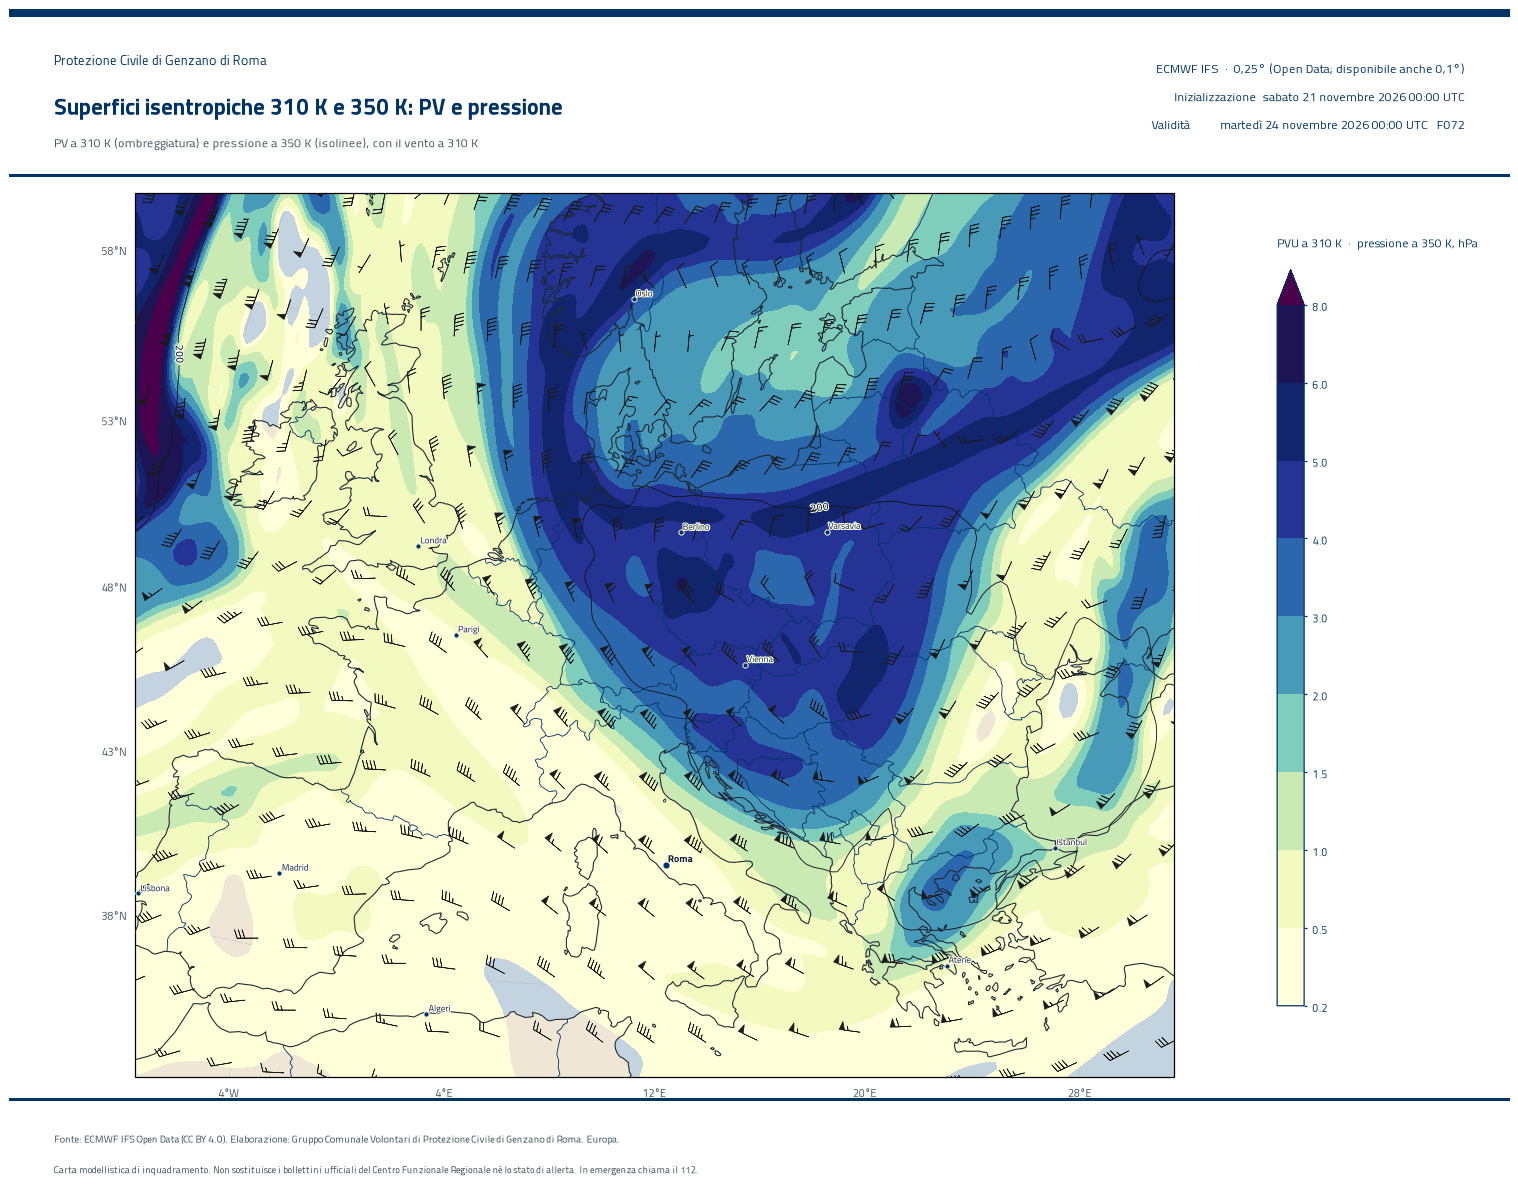 Protezione Civile di Genzano di Roma
Superfici isentropiche 310 K e 350 K: PV e pressione
PV a 310 K (ombreggiatura) e pressione a 350 K (isolinee), con il vento a 310 K
ECMWF IFS · 0,25° (Open Data; disponibile anche 0,1°)
Inizializzazione sabato 21 novembre 2026 00:00 UTC
Validità martedì 24 novembre 2026 00:00 UTC F072
PVU a 310 K · pressione a 350 K, hPa
8.0
6.0
5.0
4.0
3.0
2.0
1.5
1.0
0.5
0.2
58°N
53°N
48°N
43°N
38°N
4°W
4°E
12°E
20°E
28°E
200
200
Oslo
Berlino
Varsavia
Londra
Parigi
Vienna
Roma
Madrid
Lisbona
Istanbul
Atene
Algeri
Fonte: ECMWF IFS Open Data (CC BY 4.0). Elaborazione: Gruppo Comunale Volontari di Protezione Civile di Genzano di Roma. Europa.
Carta modellistica di inquadramento. Non sostituisce i bollettini ufficiali del Centro Funzionale Regionale né lo stato di allerta. In emergenza chiama il 112.